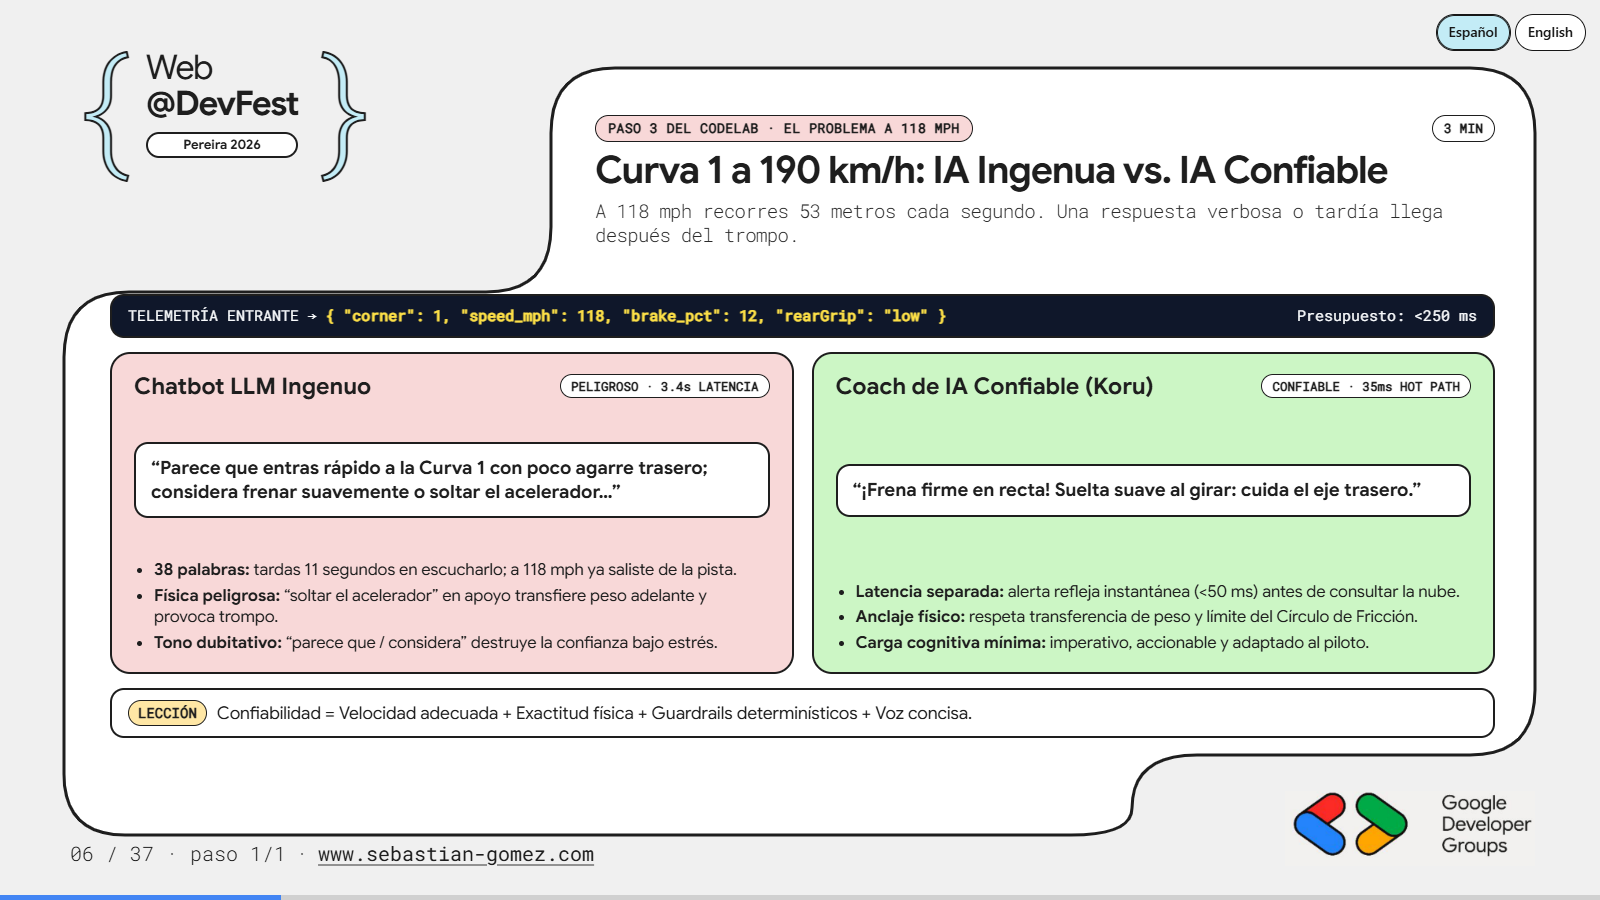 Español
English
Web
@DevFest
Pereira 2026
PASO 3 DEL CODELAB · EL PROBLEMA A 118 MPH
3 MIN
Curva 1 a 190 km/h: IA Ingenua vs. IA Confiable
A 118 mph recorres 53 metros cada segundo. Una respuesta verbosa o tardía llega
después del trompo.
TELEMETRÍA ENTRANTE → { "corner": 1, "speed_mph": 118, "brake_pct": 12, "rearGrip": "low" }
Presupuesto: <250 ms
Chatbot LLM Ingenuo
PELIGROSO · 3.4s LATENCIA
“Parece que entras rápido a la Curva 1 con poco agarre trasero;
considera frenar suavemente o soltar el acelerador...”
• 38 palabras: tardas 11 segundos en escucharlo; a 118 mph ya saliste de la pista.
• Física peligrosa: “soltar el acelerador” en apoyo transfiere peso adelante y
provoca trompo.
• Tono dubitativo: “parece que / considera” destruye la confianza bajo estrés.
Coach de IA Confiable (Koru)
CONFIABLE · 35ms HOT PATH
“¡Frena firme en recta! Suelta suave al girar: cuida el eje trasero.”
• Latencia separada: alerta refleja instantánea (<50 ms) antes de consultar la nube.
• Anclaje físico: respeta transferencia de peso y límite del Círculo de Fricción.
• Carga cognitiva mínima: imperativo, accionable y adaptado al piloto.
LECCIÓN Confiabilidad = Velocidad adecuada + Exactitud física + Guardrails determinísticos + Voz concisa.
06 / 37 · paso 1/1 · www.sebastian-gomez.com
Google
Developer
Groups